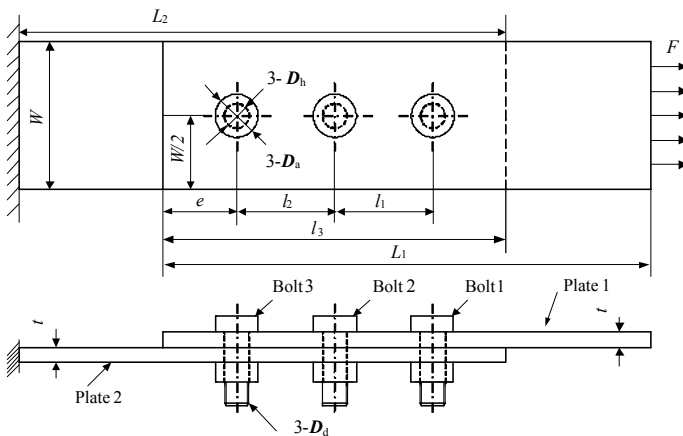 L₂
F
3-Dₕ
W
W/2
3-Dₐ
e
l₂
l₁
l₃
L₁
Bolt 3
Bolt 2
Bolt 1
Plate 1
t
t
Plate 2
3-D_d